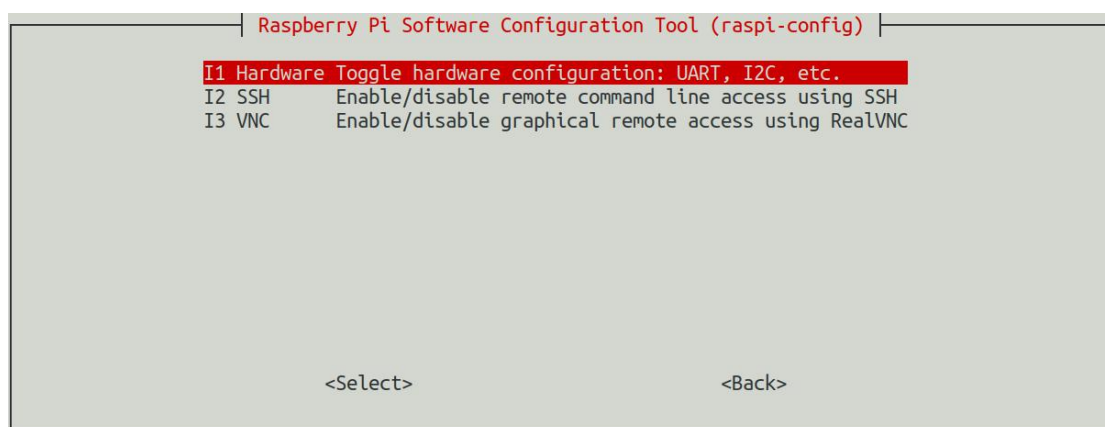 Raspberry Pi Software Configuration Tool (raspi-config)
I1 Hardware Toggle hardware configuration: UART, I2C, etc.
I2 SSH Enable/disable remote command line access using SSH
I3 VNC Enable/disable graphical remote access using RealVNC
<Select> <Back>